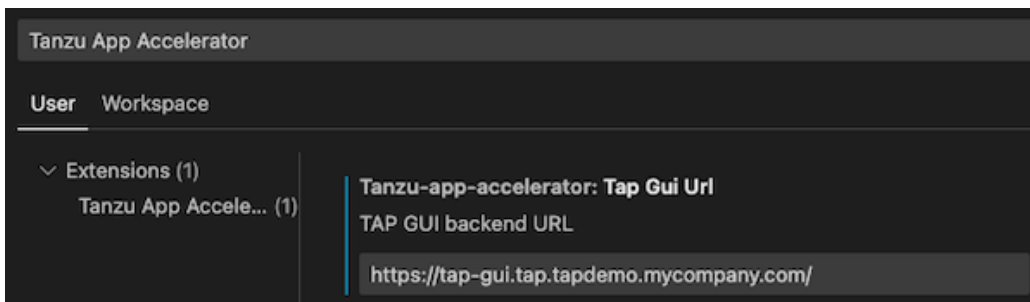 Tanzu App Accelerator
User Workspace
Extensions (1)
Tanzu App Accele... (1)
Tanzu-app-accelerator: Tap Gui Url
TAP GUI backend URL
https://tap-gui.tap.tapdemo.mycompany.com/